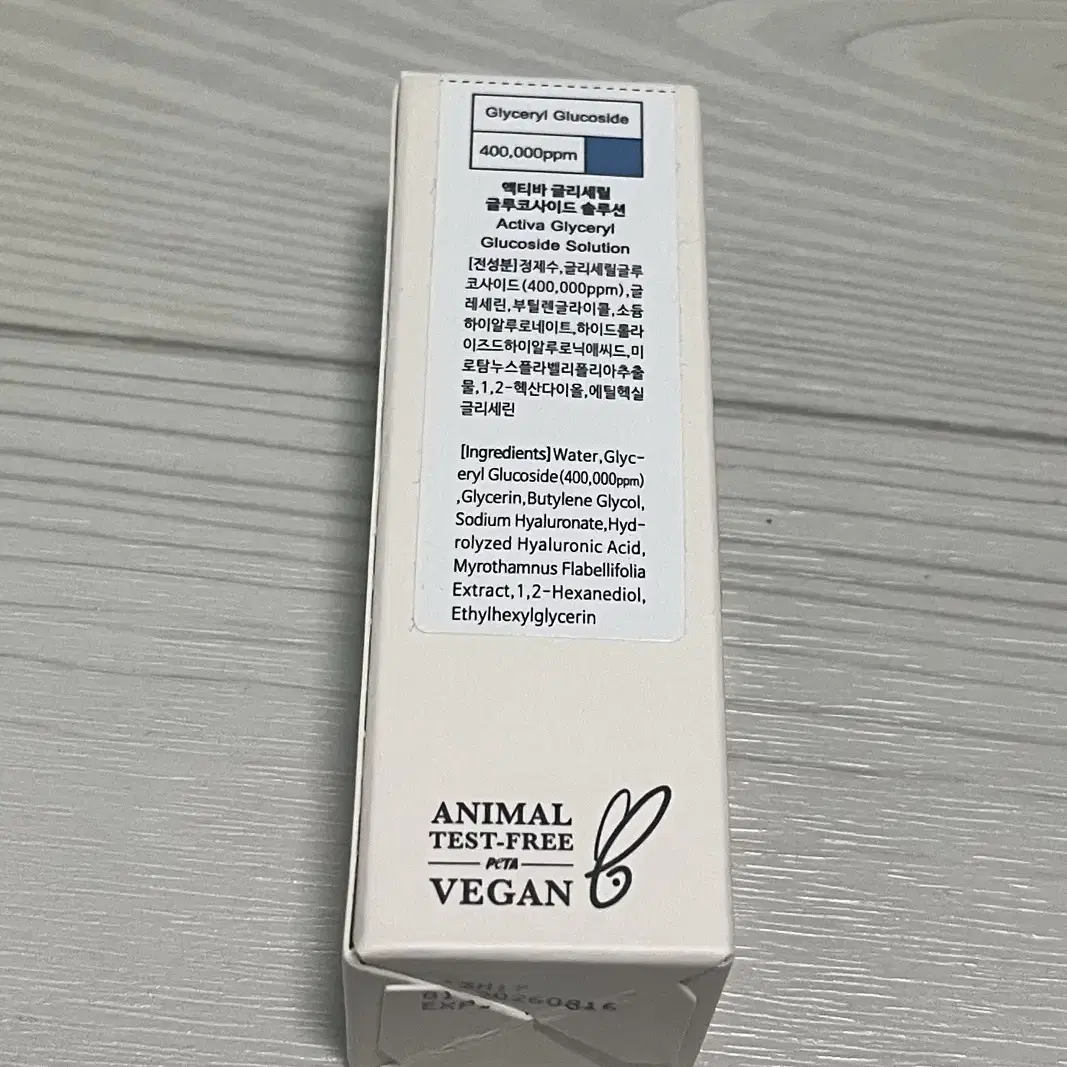 Glyceryl Glucoside
400,000ppm
액티바 글리세릴
글루코사이드 솔루션
Activa Glyceryl
Glucoside Solution
[전성분]정제수,글리세릴글루
코사이드(400,000ppm),글
레세린,부틸렌글라이콜,소듐
하이알루로네이트,하이드롤라
이즈드하이알루로닉애씨드,미
로탐누스플라벨리폴리아추출
물,1,2-헥산다이올,에틸헥실
글리세린
[Ingredients]Water,Glyc-
eryl Glucoside(400,000ppm)
,Glycerin,Butylene Glycol,
Sodium Hyaluronate,Hyd-
rolyzed Hyaluronic Acid,
Myrothamnus Flabellifolia
Extract,1,2-Hexanediol,
Ethylhexylglycerin
ANIMAL
TEST-FREE
PETA
VEGAN